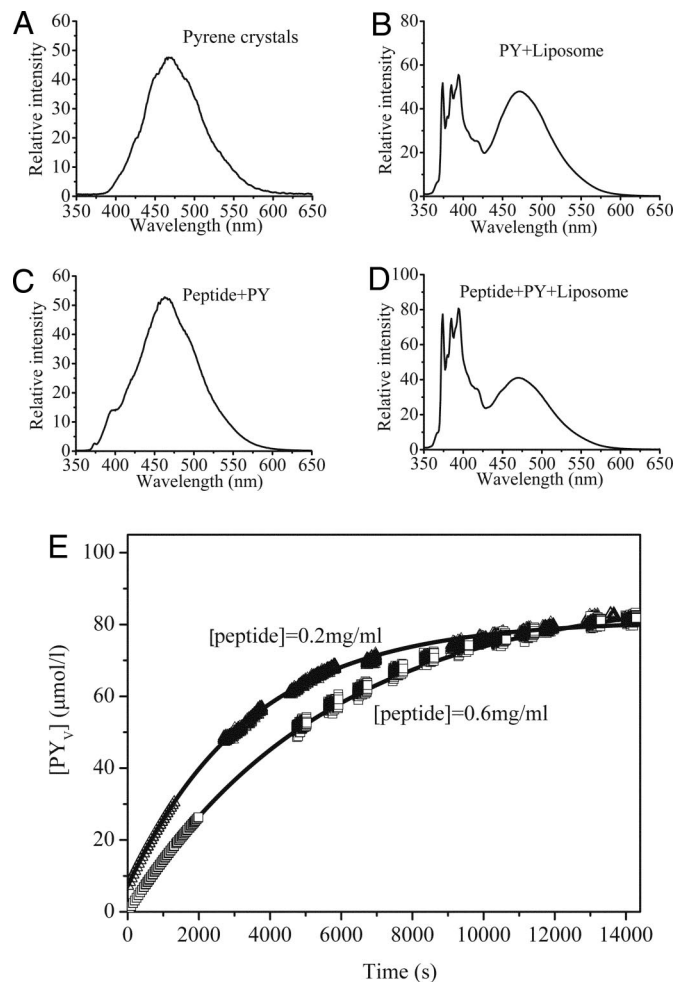 A
Pyrene crystals
Relative intensity
60
50
40
30
20
10
0
350 400 450 500 550 600 650
Wavelength (nm)
B
PY+Liposome
Relative intensity
80
60
40
20
0
350 400 450 500 550 600 650
Wavelength (nm)
C
Peptide+PY
Relative intensity
60
50
40
30
20
10
0
350 400 450 500 550 600 650
Wavelength (nm)
D
Peptide+PY+Liposome
Relative intensity
100
80
60
40
20
0
350 400 450 500 550 600 650
Wavelength (nm)
E
[PYV] (μmol/l)
100
80
60
40
20
0
[peptide]=0.2mg/ml
[peptide]=0.6mg/ml
0 2000 4000 6000 8000 10000 12000 14000
Time (s)